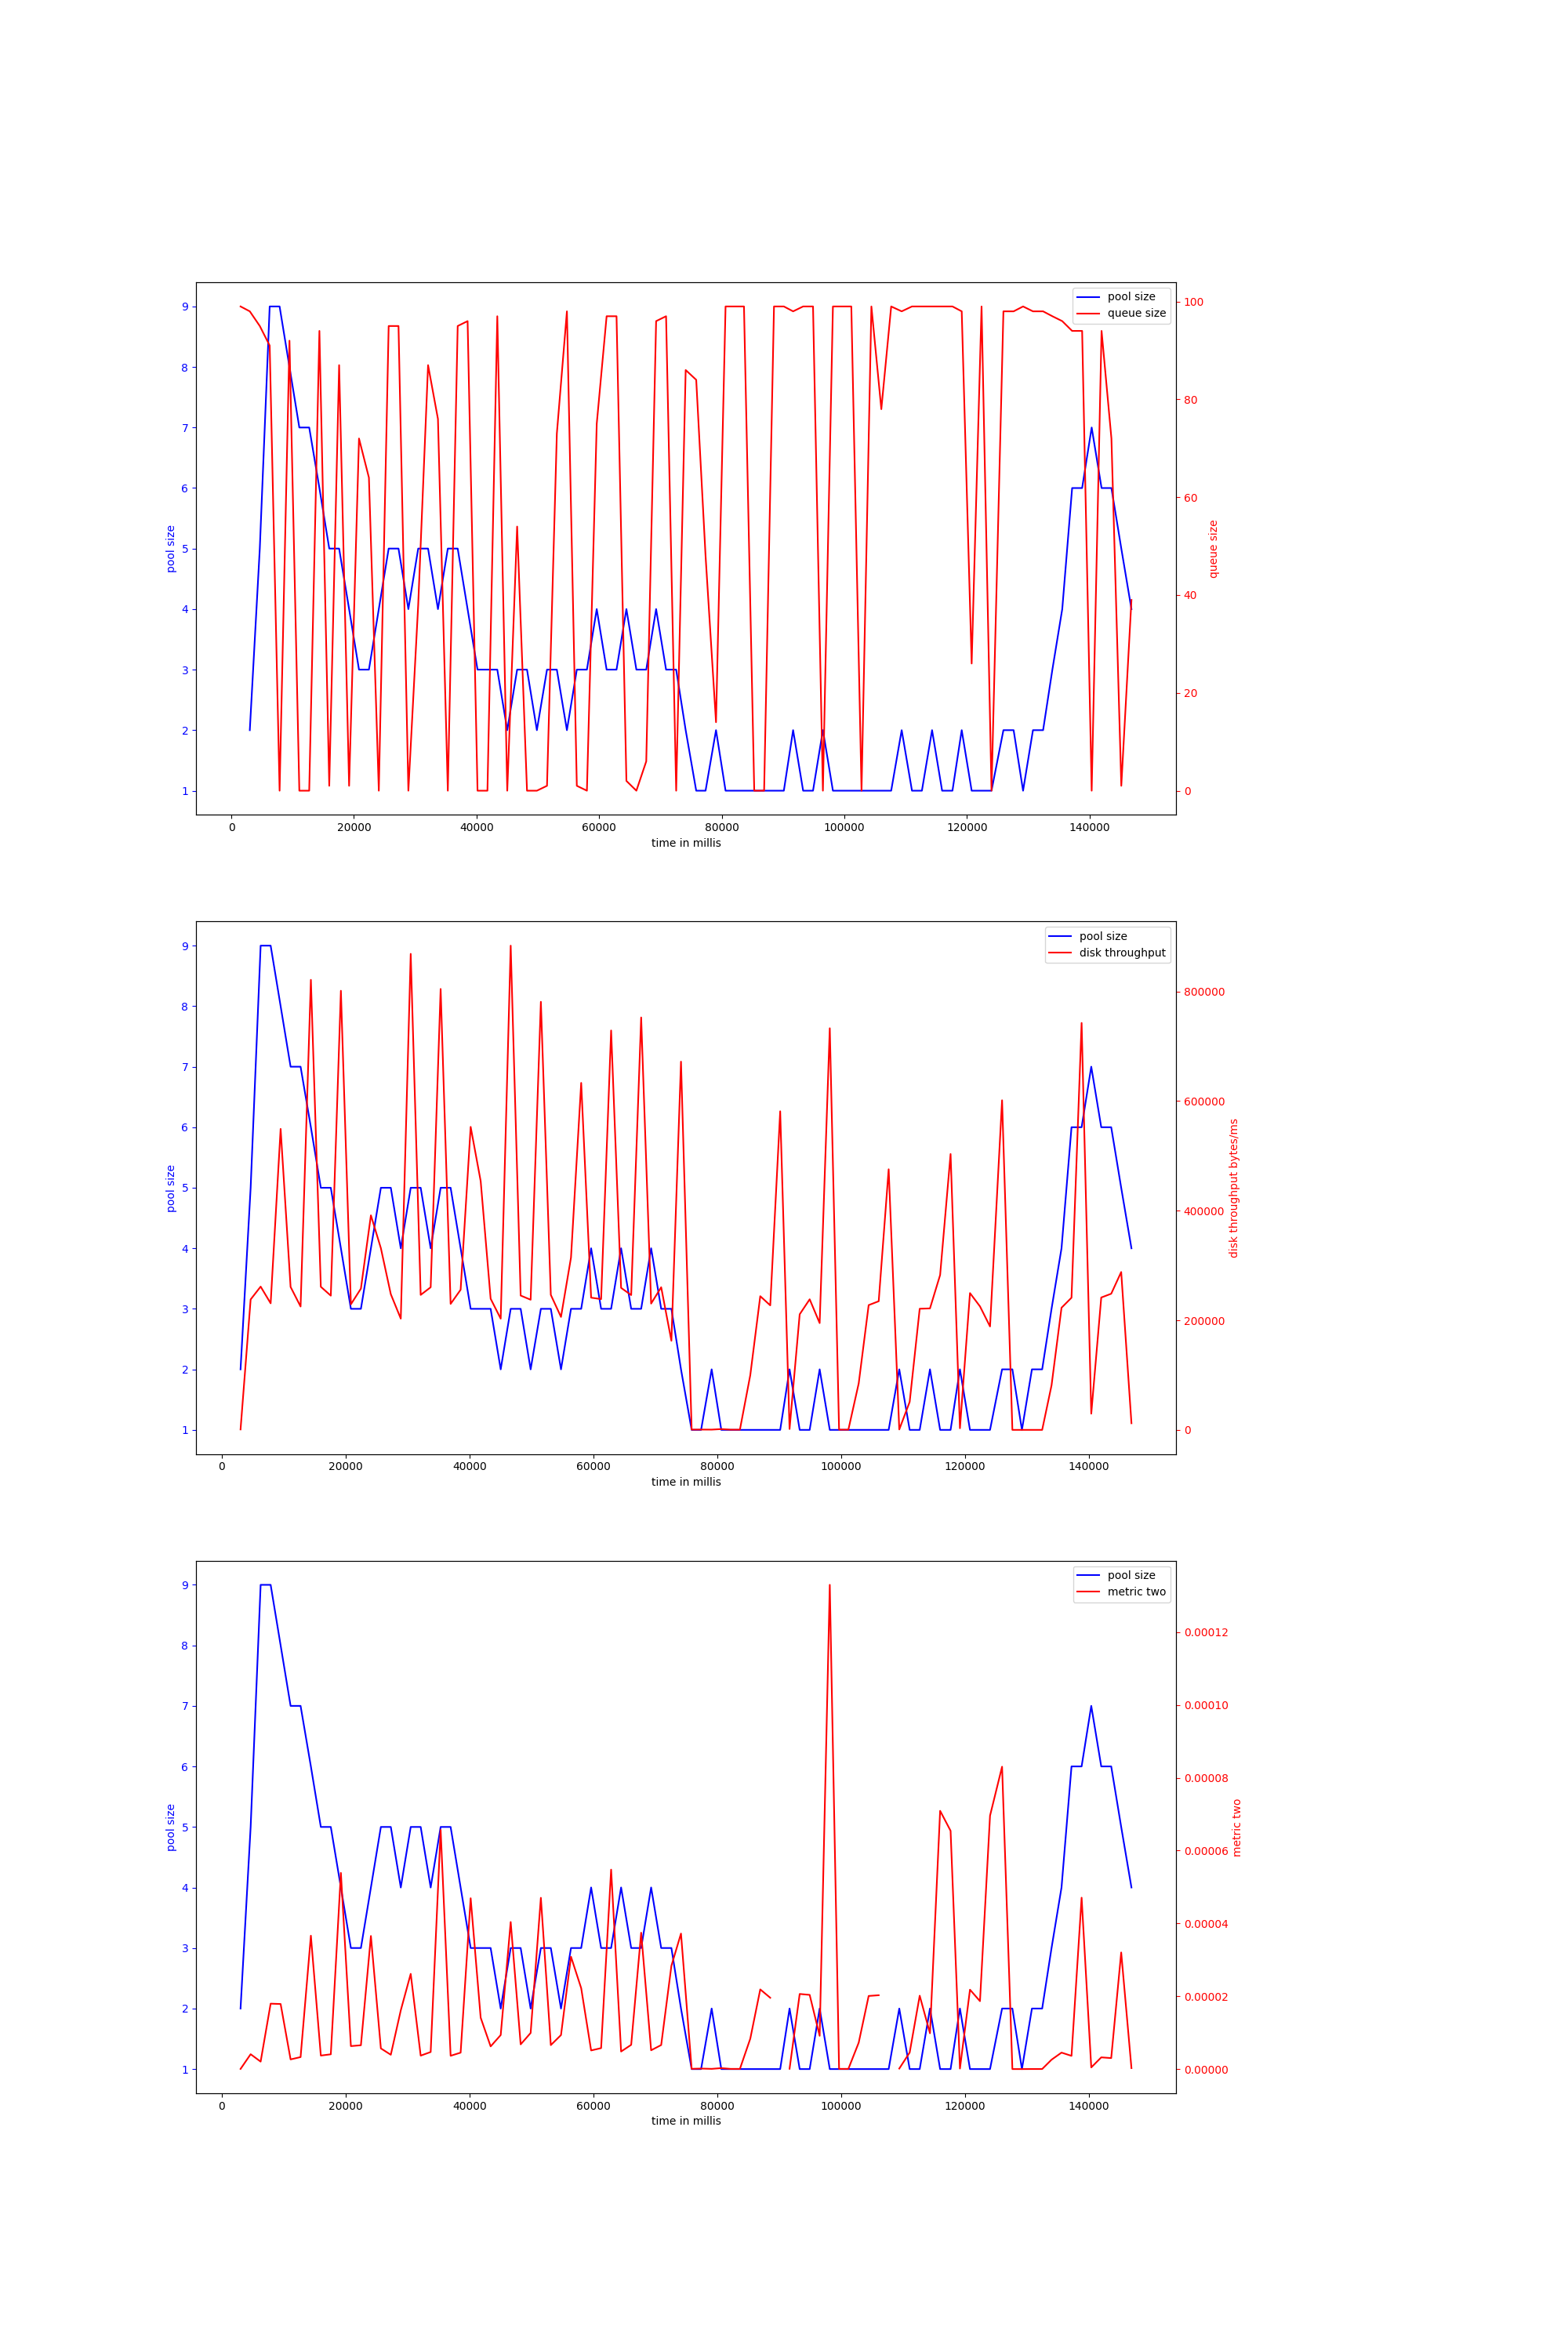 pool size
queue size
9
8
7
6
5
4
3
2
1
pool size
100
80
60
40
20
0
queue size
0 20000 40000 60000 80000 100000 120000 140000
time in millis
pool size
disk throughput
9
8
7
6
5
4
3
2
1
pool size
800000
600000
400000
200000
0
disk throughput bytes/ms
0 20000 40000 60000 80000 100000 120000 140000
time in millis
pool size
metric two
9
8
7
6
5
4
3
2
1
pool size
0.00012
0.00010
0.00008
0.00006
0.00004
0.00002
0.00000
metric two
0 20000 40000 60000 80000 100000 120000 140000
time in millis